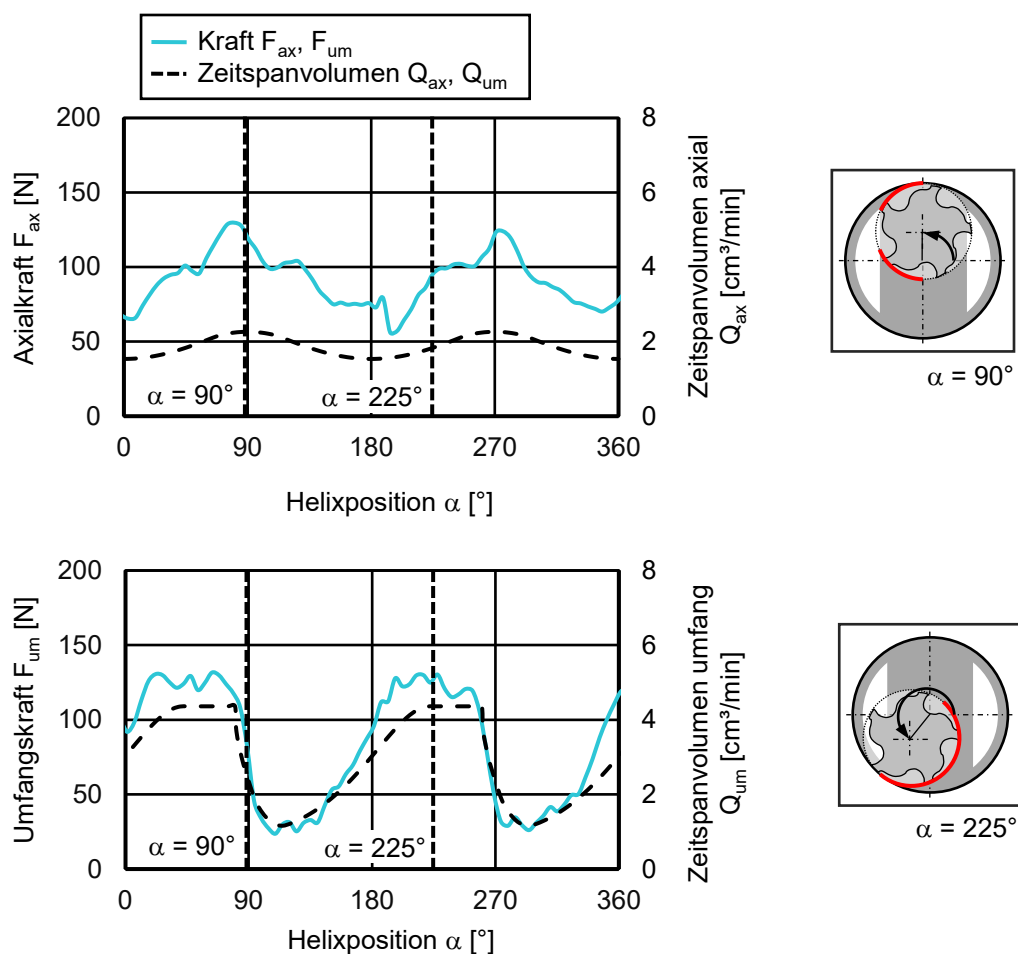 Kraft F_ax, F_um
Zeitspanvolumen Q_ax, Q_um
Axialkraft F_ax [N]
200
150
100
50
0
α = 90°
α = 225°
0
90
180
270
360
Helixposition α [°]
8
6
4
2
0
Zeitspanvolumen axial
Q_ax [cm³/min]
α = 90°
Umfangskraft F_um [N]
200
150
100
50
0
α = 90°
α = 225°
0
90
180
270
360
Helixposition α [°]
8
6
4
2
0
Zeitspanvolumen umfang
Q_um [cm³/min]
α = 225°